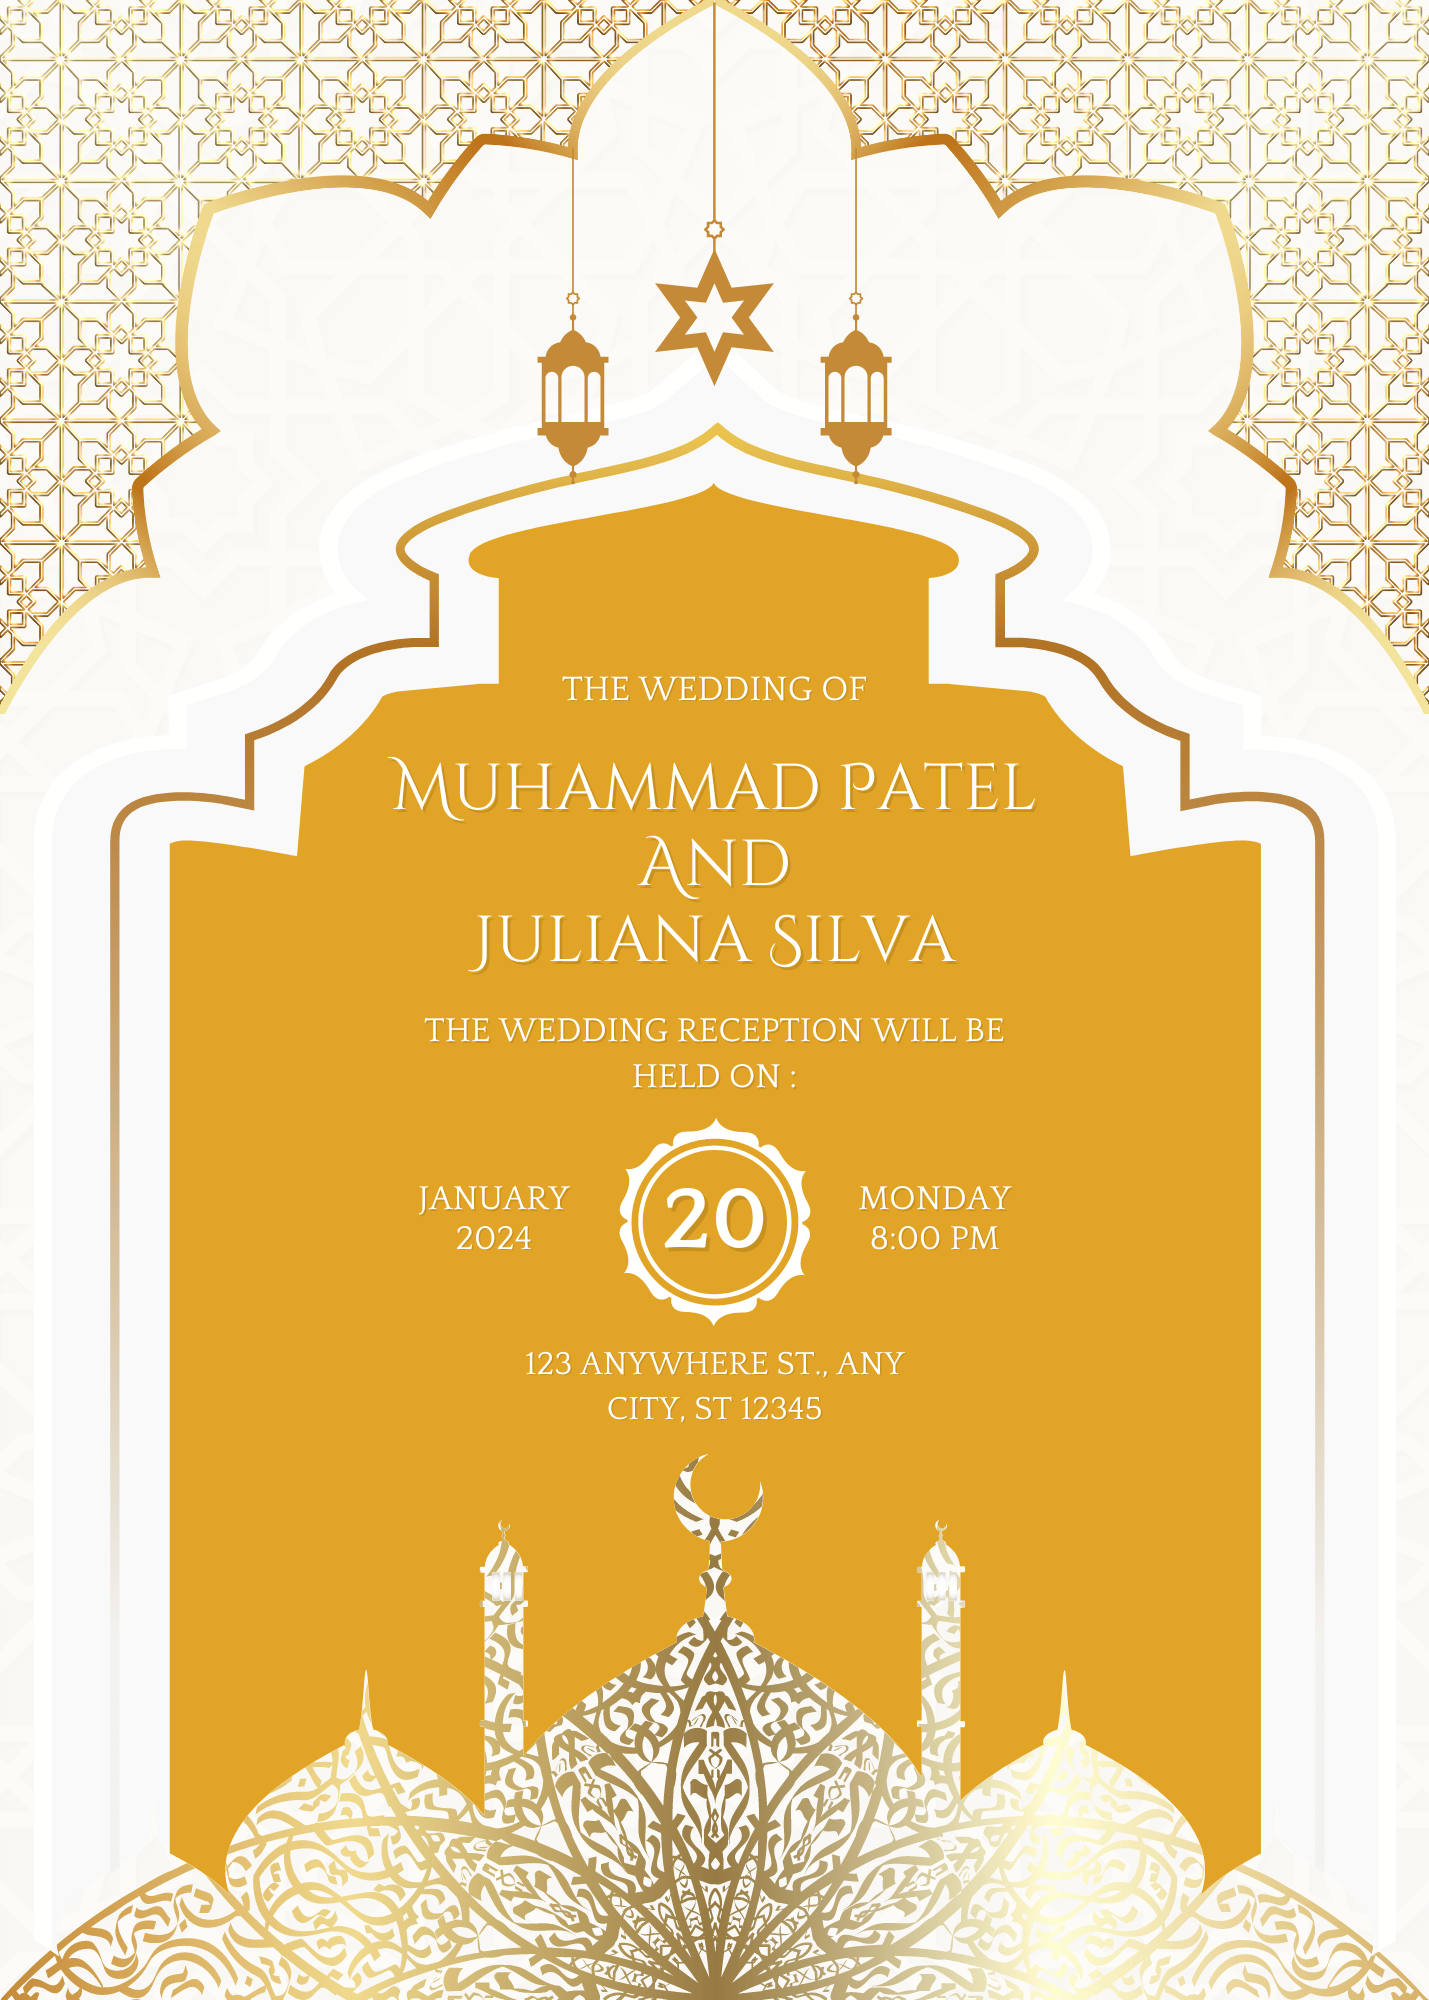 THE WEDDING OF
MUHAMMAD PATEL
AND
JULIANA SILVA
THE WEDDING RECEPTION WILL BE
HELD ON :
JANUARY
2024
20
MONDAY
8:00 PM
123 ANYWHERE ST., ANY
CITY, ST 12345